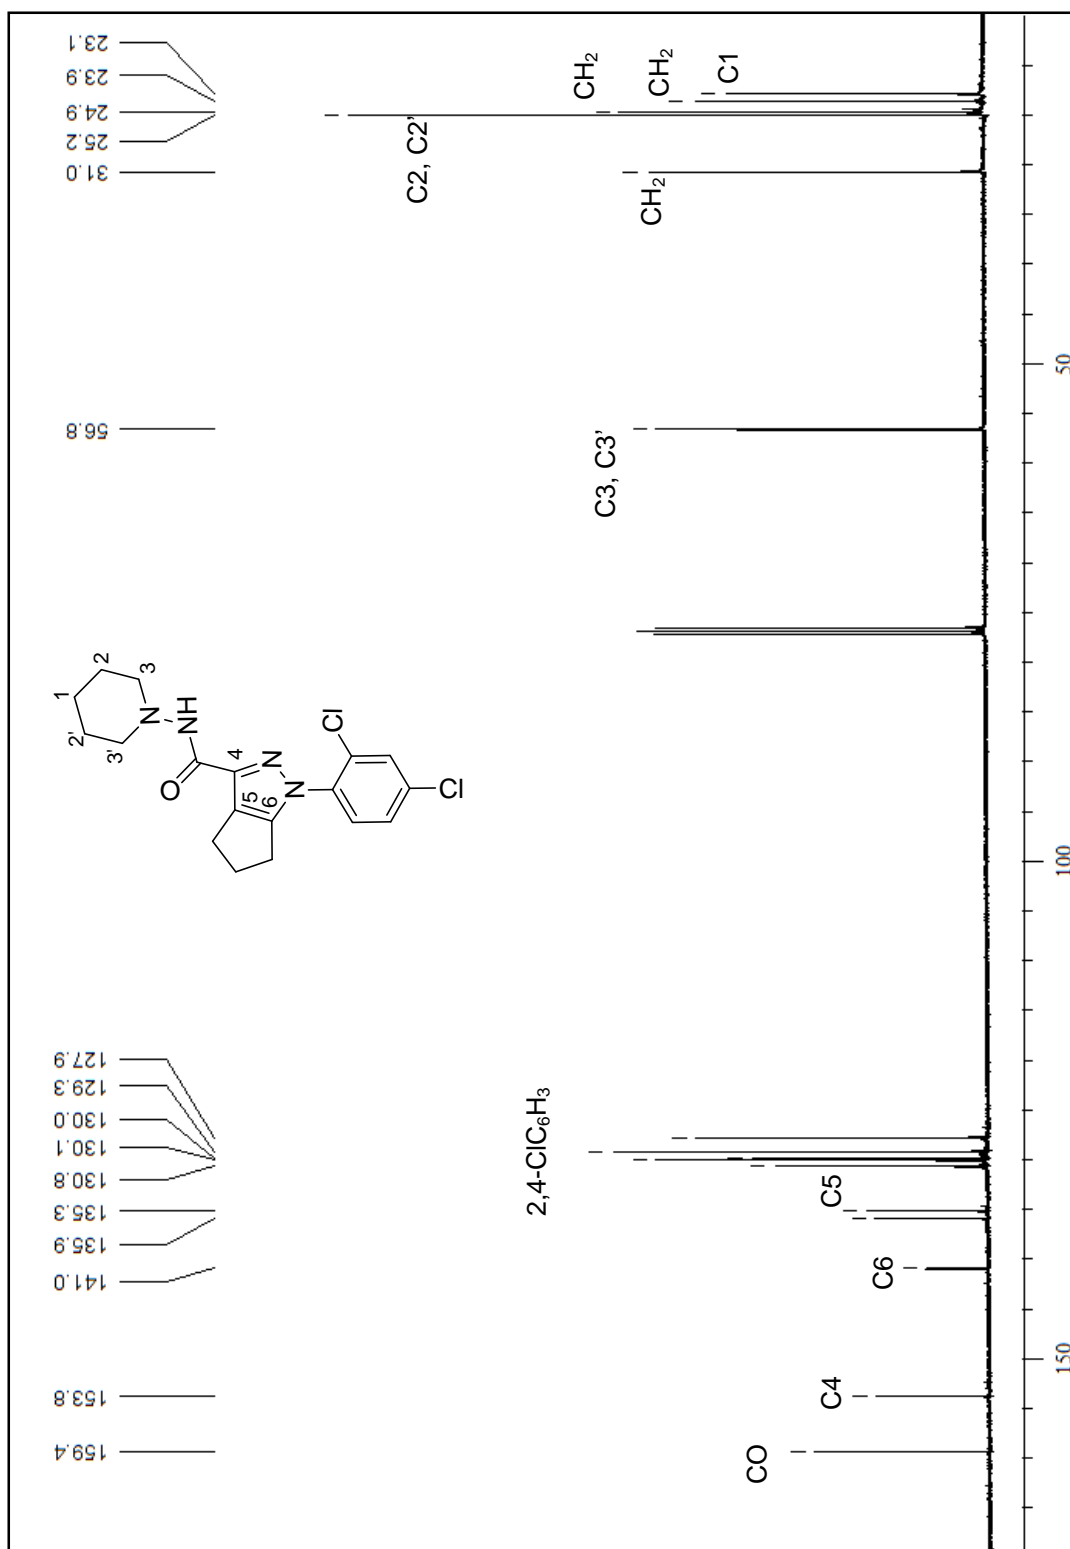 159.4
153.8
141.0
135.9
135.3
130.8
130.1
130.0
129.3
127.9
56.8
31.0
25.2
24.9
23.9
23.1
1
2
2'
3
3'
N
NH
O
4
N
N
5
6
Cl
Cl
CO
C4
C6
C5
2,4-ClC₆H₃
C3, C3'
CH₂
C2, C2'
CH₂
CH₂
C1
150
100
50